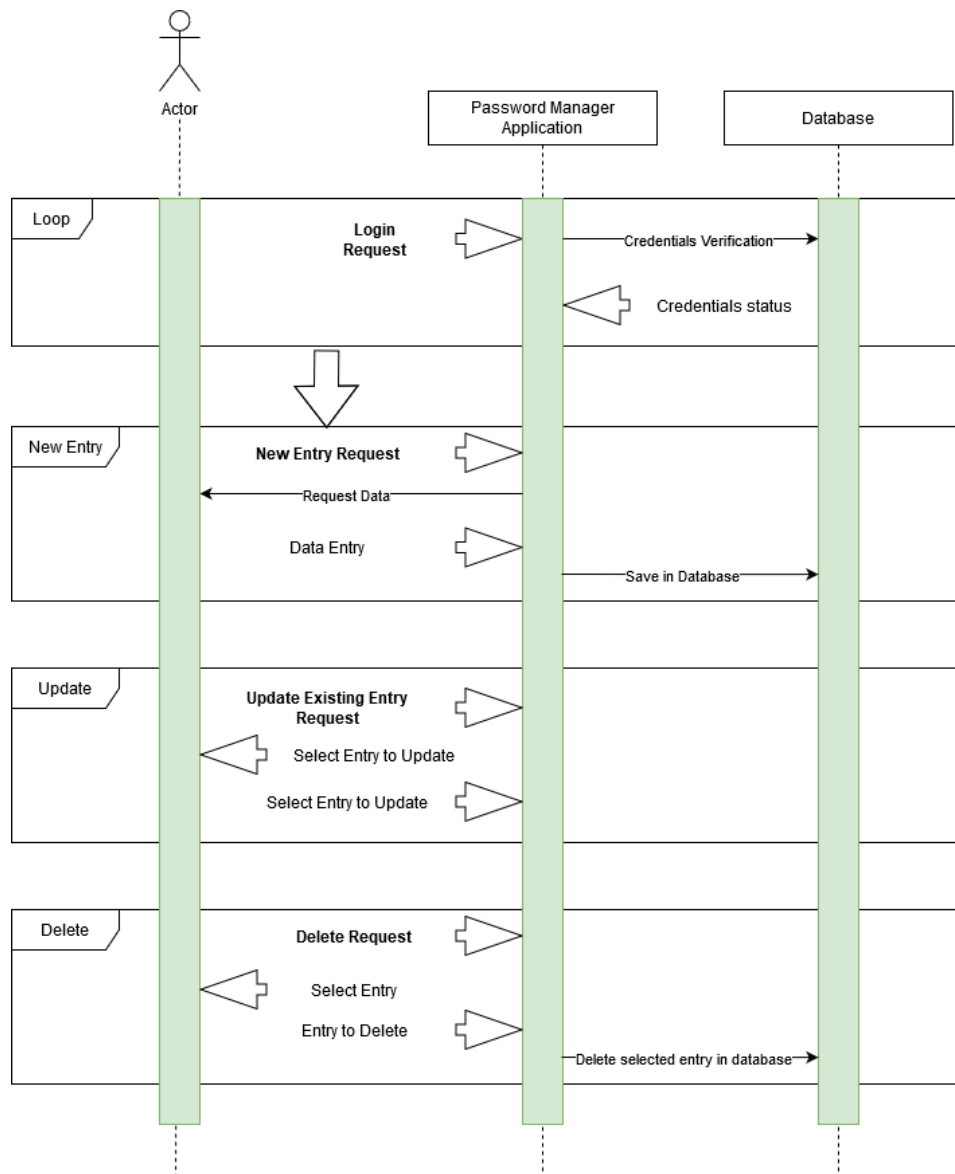 Actor
Password Manager
Application
Database
Loop
Login
Request
Credentials Verification
Credentials status
New Entry
New Entry Request
Request Data
Data Entry
Save in Database
Update
Update Existing Entry
Request
Select Entry to Update
Select Entry to Update
Delete
Delete Request
Select Entry
Entry to Delete
Delete selected entry in database